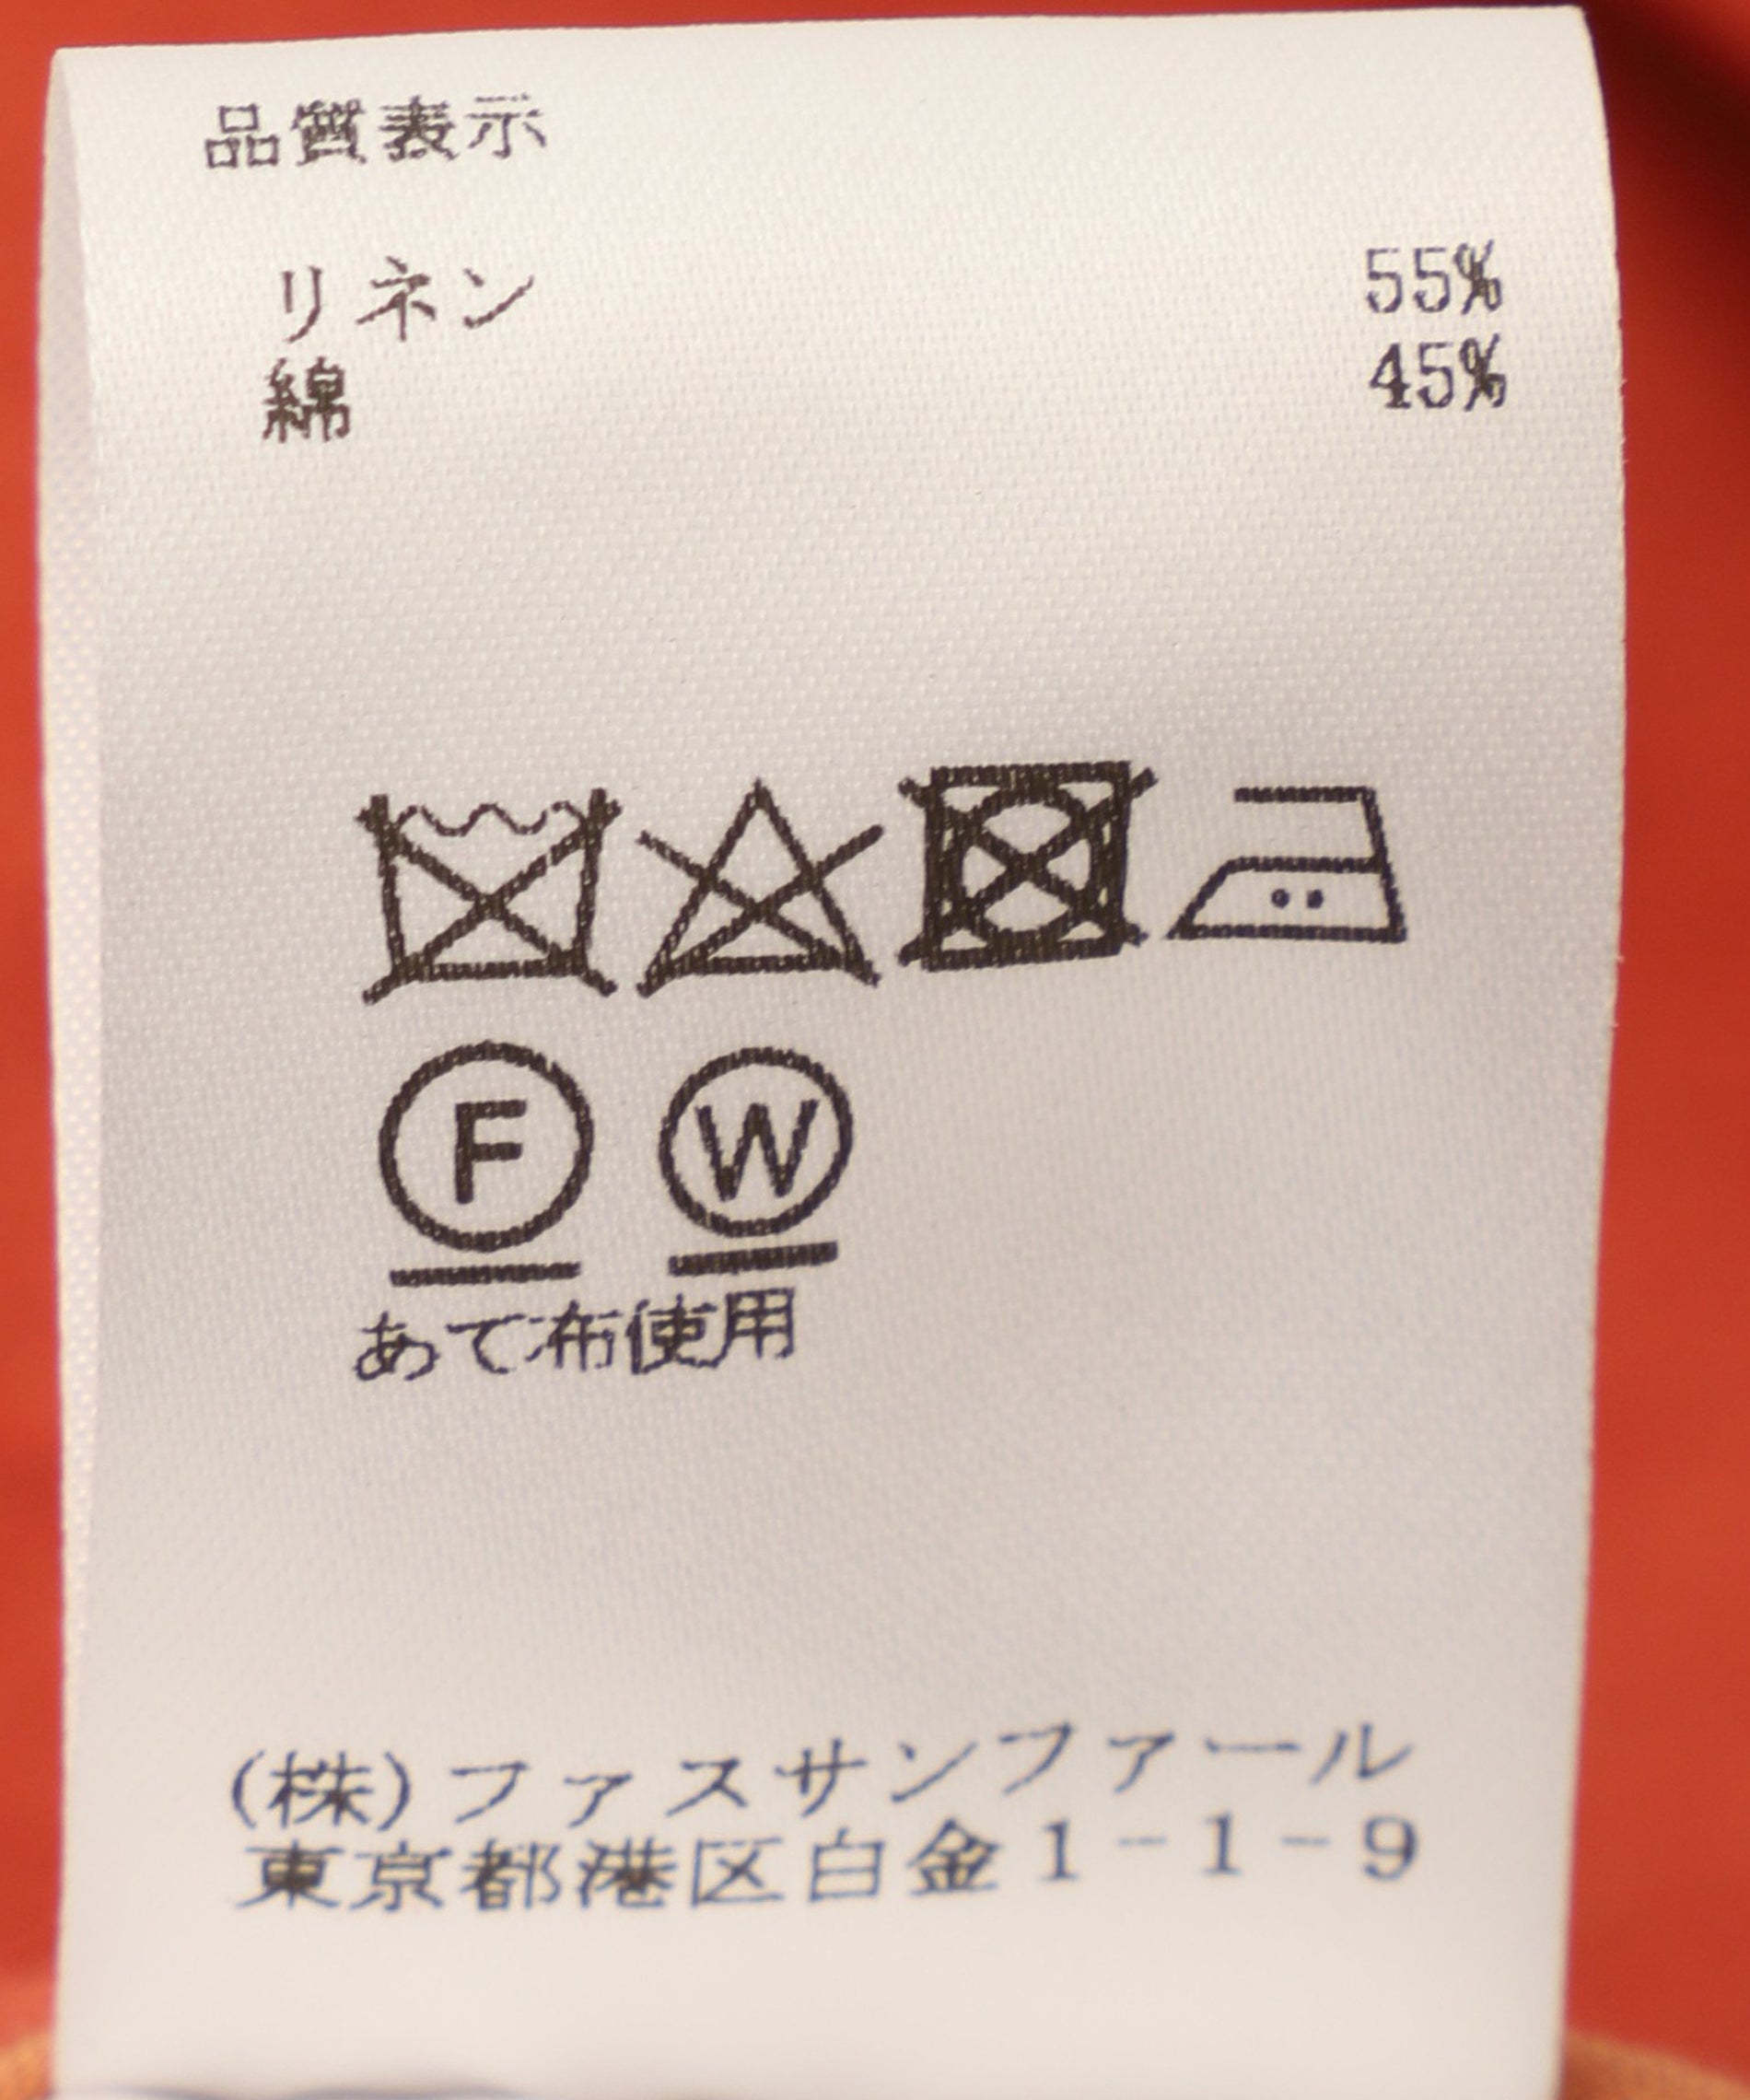 品質表示
リネン 55%
綿 45%
F W
あて布使用
(株)ファスサンファール
東京都港区白金1-1-9